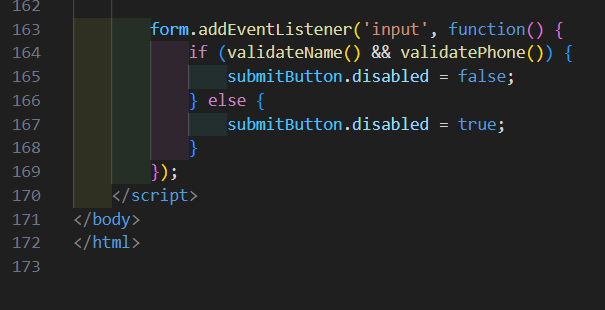 162
163 form.addEventListener('input', function() {
164 if (validateName() && validatePhone()) {
165 submitButton.disabled = false;
166 } else {
167 submitButton.disabled = true;
168 }
169 });
170 </script>
171 </body>
172 </html>
173